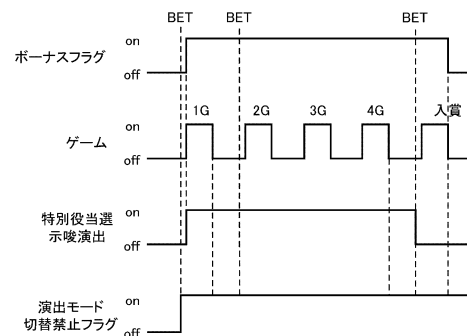 BET BET BET
ボーナスフラグ on
off
1G 2G 3G 4G 入賞
ゲーム on
off
特別役当選
示唆演出 on
off
演出モード
切替禁止フラグ on
off